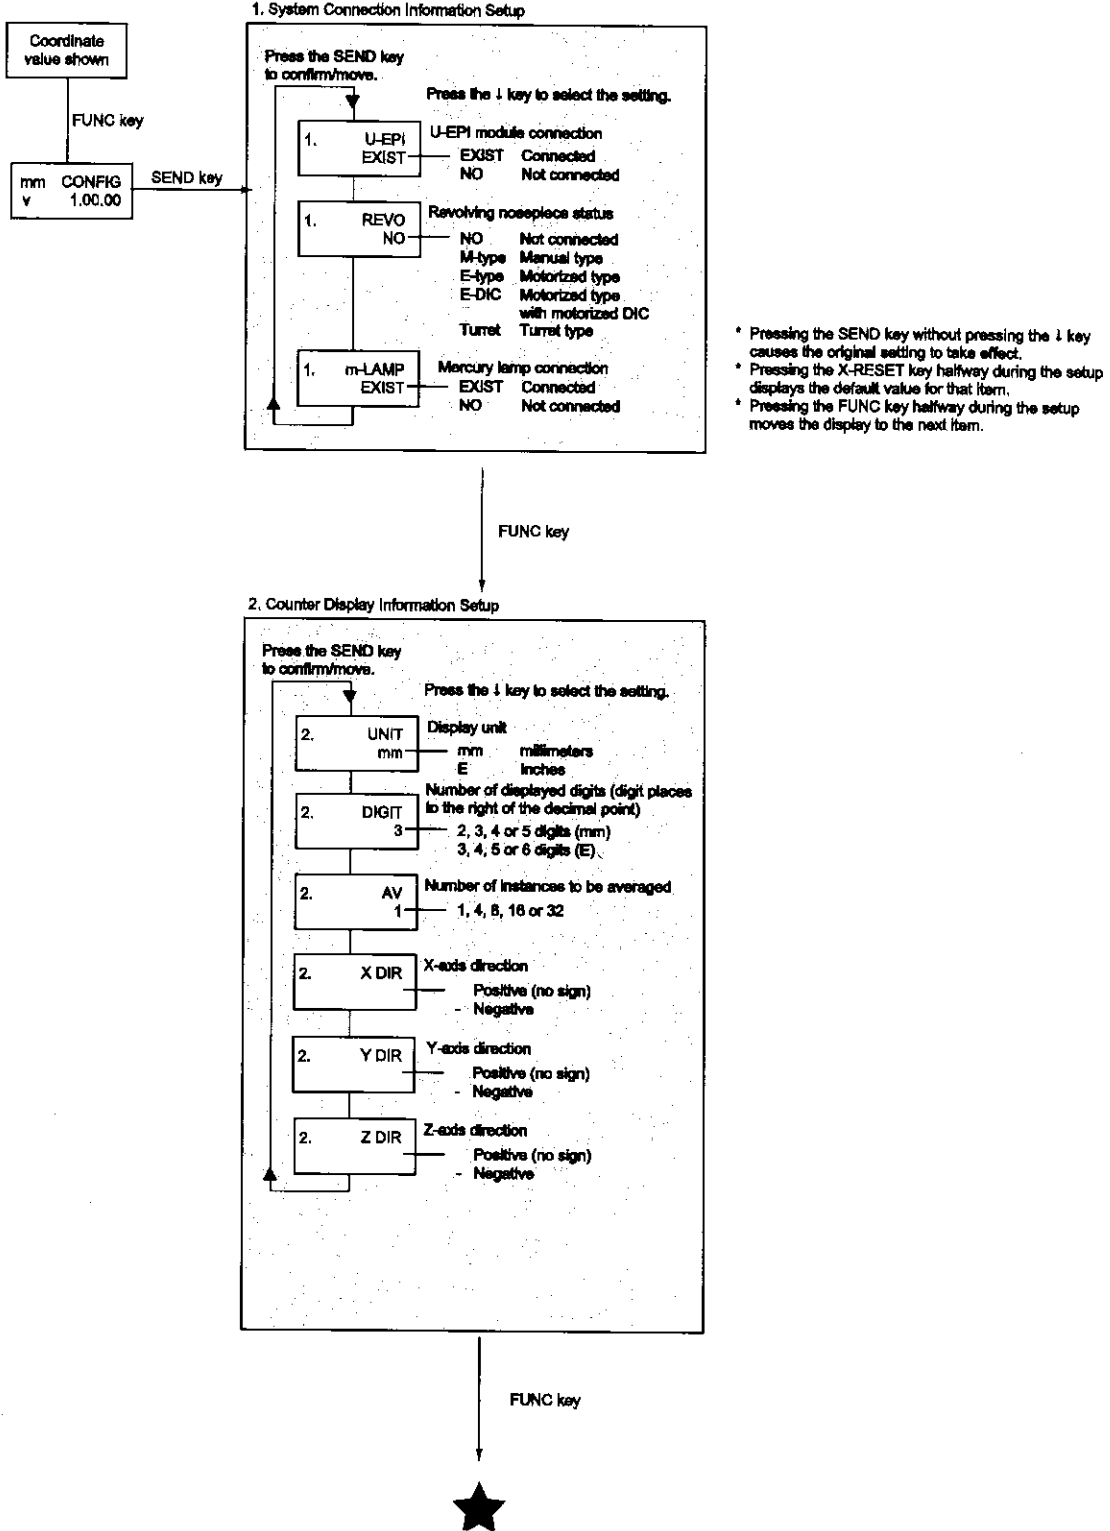 1. System Connection Information Setup
Coordinate
value shown
FUNC key
mm CONFIG
v 1.00.00
SEND key
Press the SEND key
to confirm/move.
Press the ↓ key to select the setting.
1. U-EPI
EXIST
U-EPI module connection
EXIST Connected
NO Not connected
1. REVO
NO
Revolving nosepiece status
NO Not connected
M-type Manual type
E-type Motorized type
E-DIC Motorized type
with motorized DIC
Turret Turret type
1. m-LAMP
EXIST
Mercury lamp connection
EXIST Connected
NO Not connected
* Pressing the SEND key without pressing the ↓ key
causes the original setting to take effect.
* Pressing the X-RESET key halfway during the setup
displays the default value for that item.
* Pressing the FUNC key halfway during the setup
moves the display to the next item.
FUNC key
2. Counter Display Information Setup
Press the SEND key
to confirm/move.
Press the ↓ key to select the setting.
2. UNIT
mm
Display unit
mm millimeters
E Inches
2. DIGIT
3
Number of displayed digits (digit places
to the right of the decimal point)
2, 3, 4 or 5 digits (mm)
3, 4, 5 or 6 digits (E)
2. AV
1
Number of instances to be averaged
1, 4, 8, 16 or 32
2. X DIR
X-axis direction
Positive (no sign)
- Negative
2. Y DIR
Y-axis direction
Positive (no sign)
- Negative
2. Z DIR
Z-axis direction
Positive (no sign)
- Negative
FUNC key